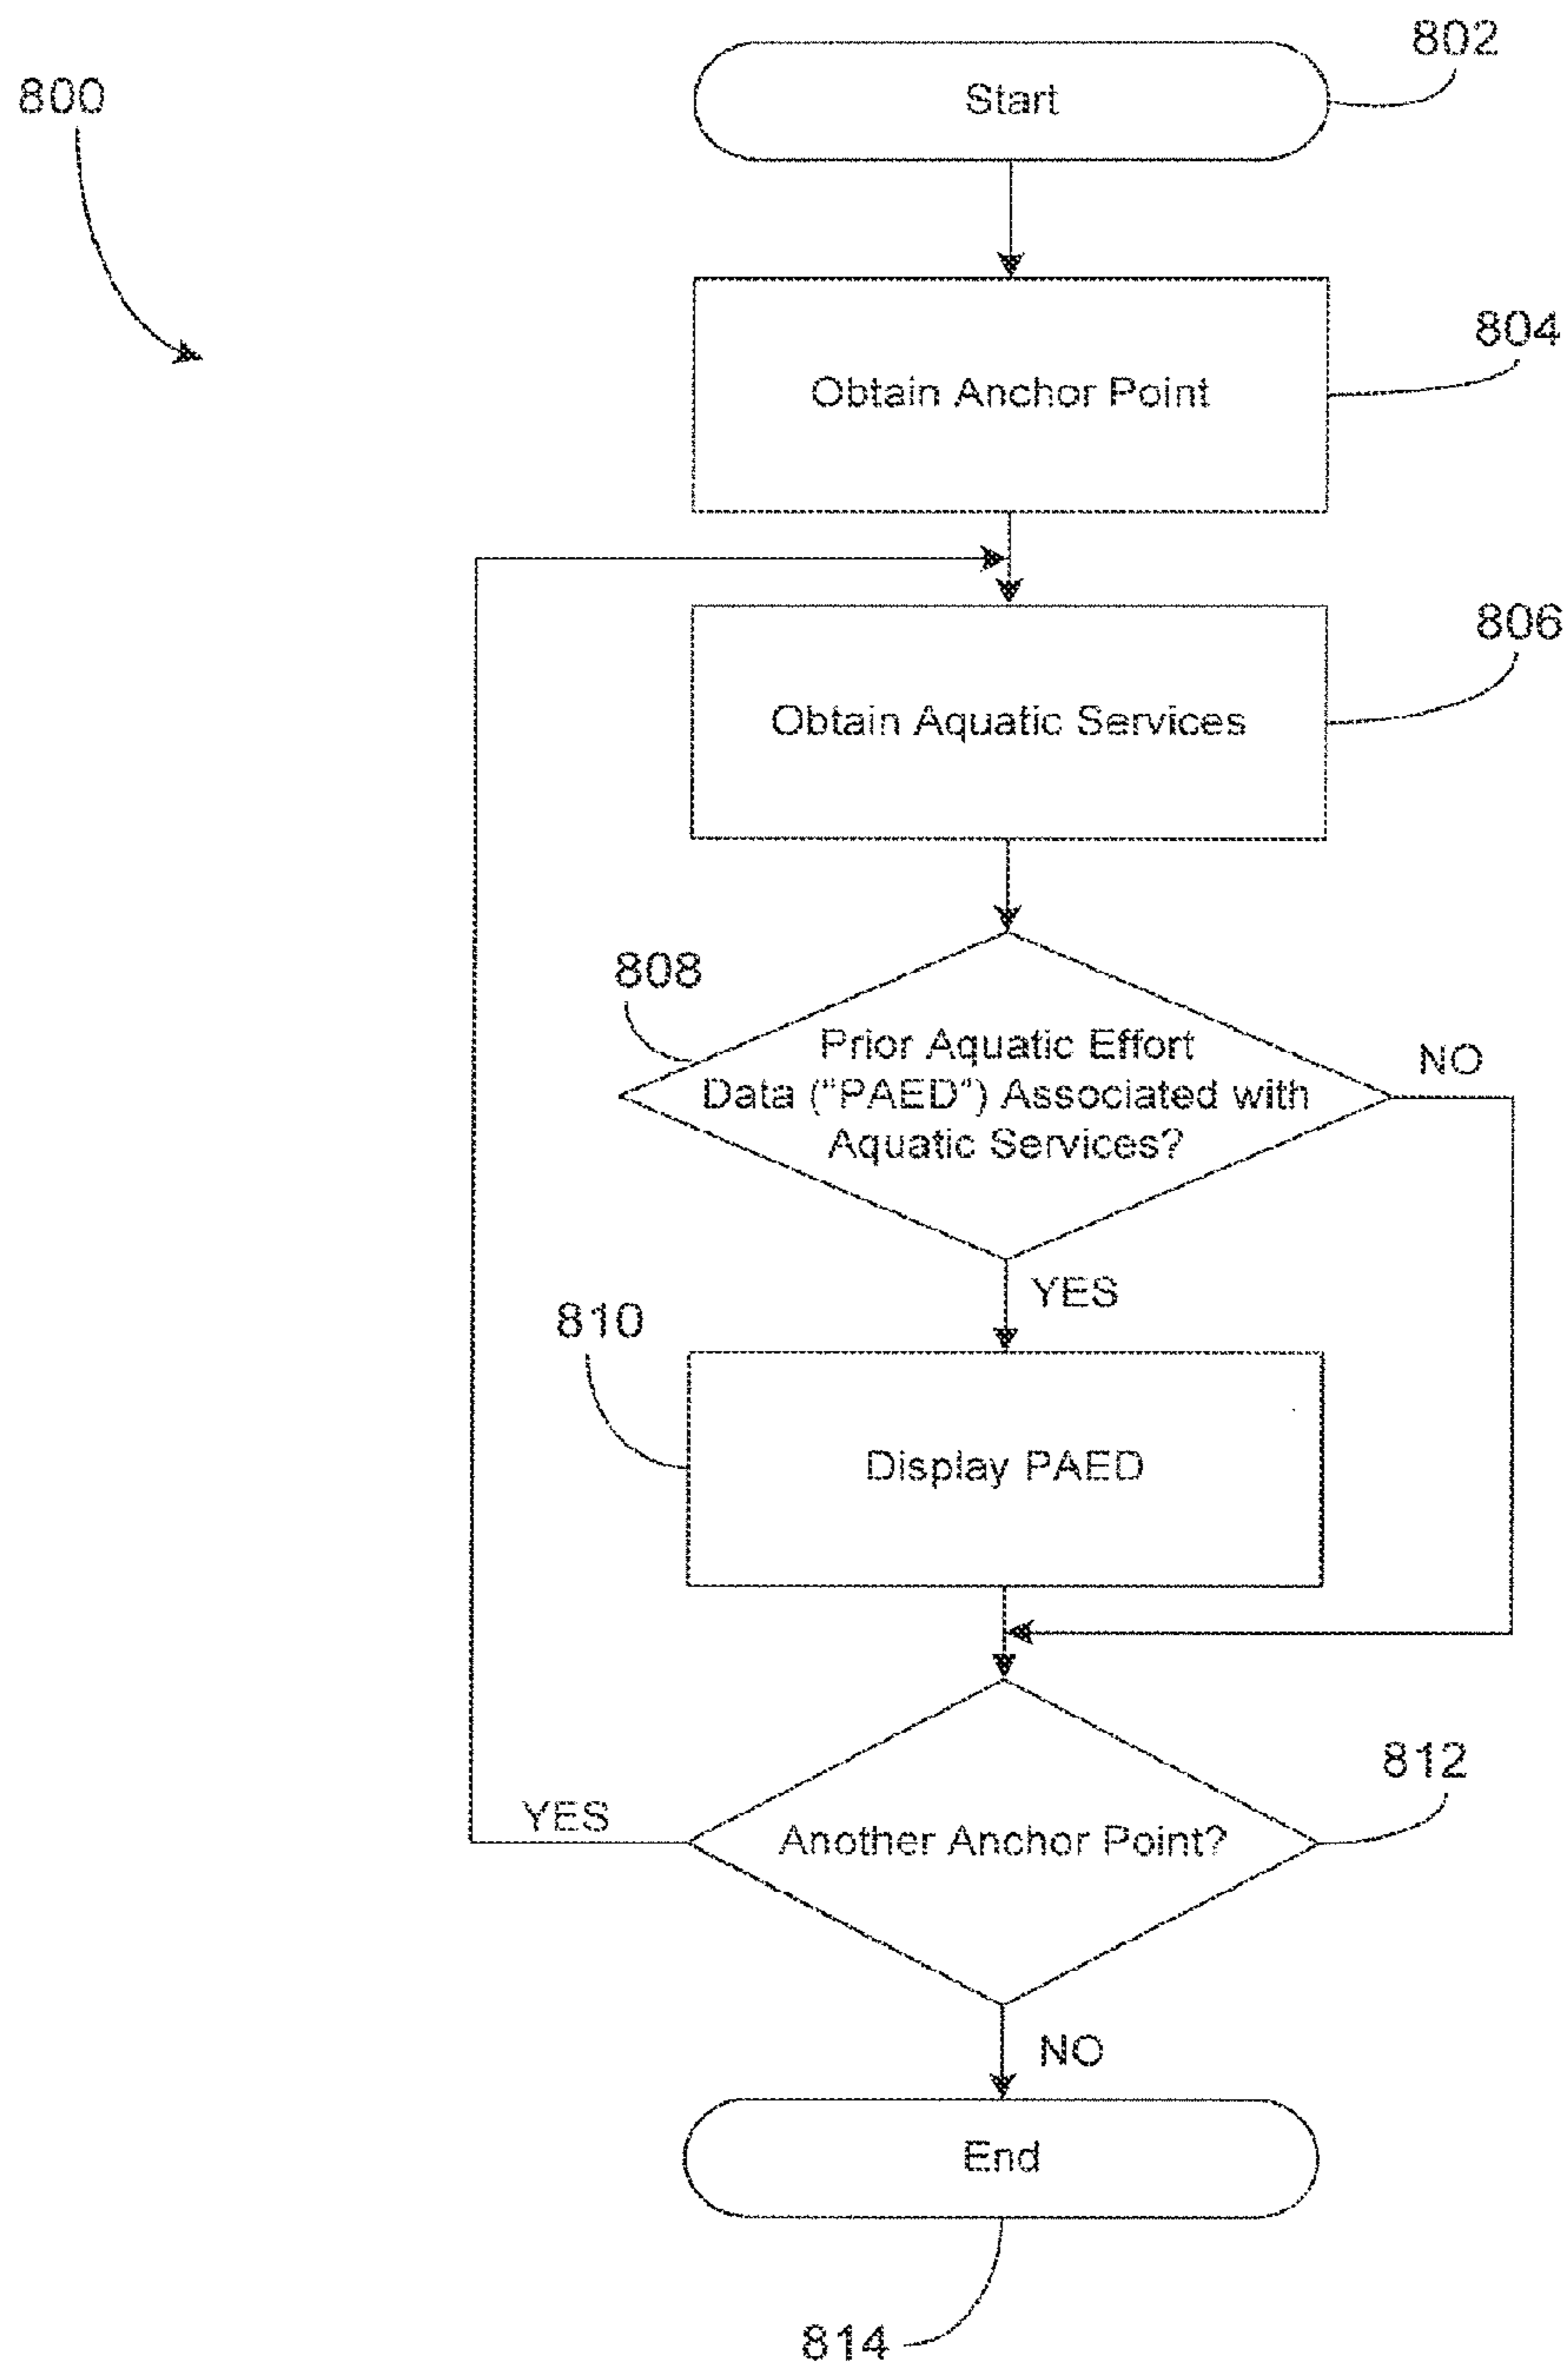 802
800
Start
804
Obtain Anchor Point
806
Obtain Aquatic Services
808
Prior Aquatic Effort
Data ("PAED") Associated with
Aquatic Services?
NO
YES
810
Display PAED
812
YES
Another Anchor Point?
NO
End
814